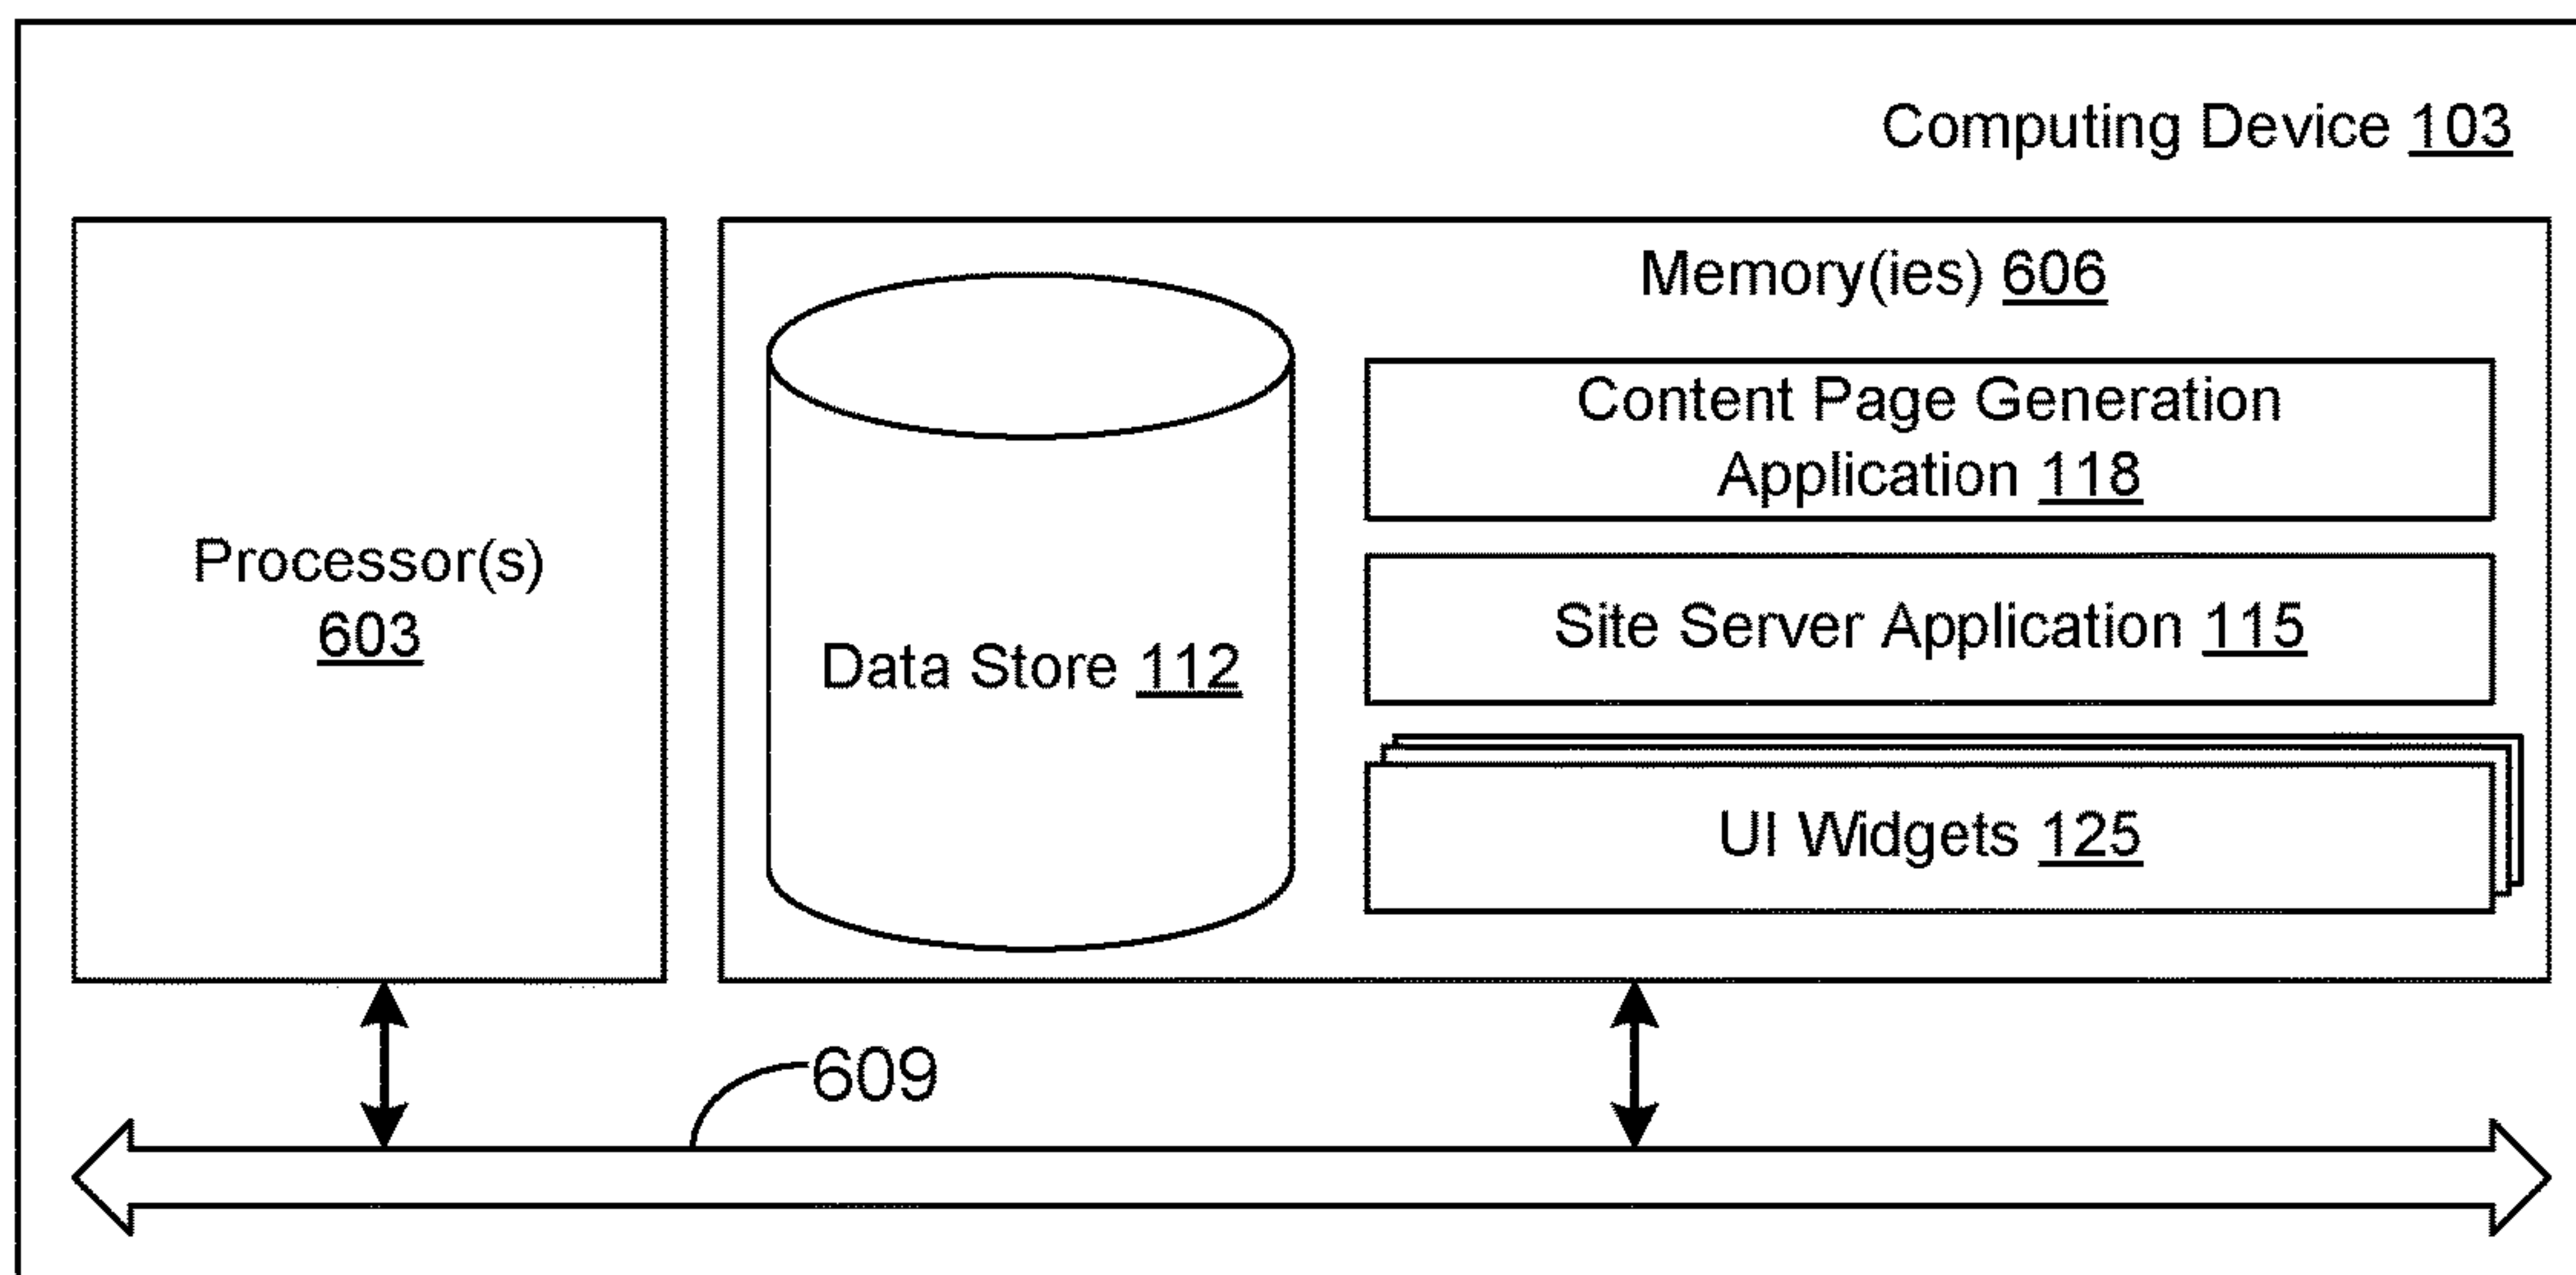 Computing Device 103
Processor(s)
603
Memory(ies) 606
Data Store 112
Content Page Generation
Application 118
Site Server Application 115
UI Widgets 125
609